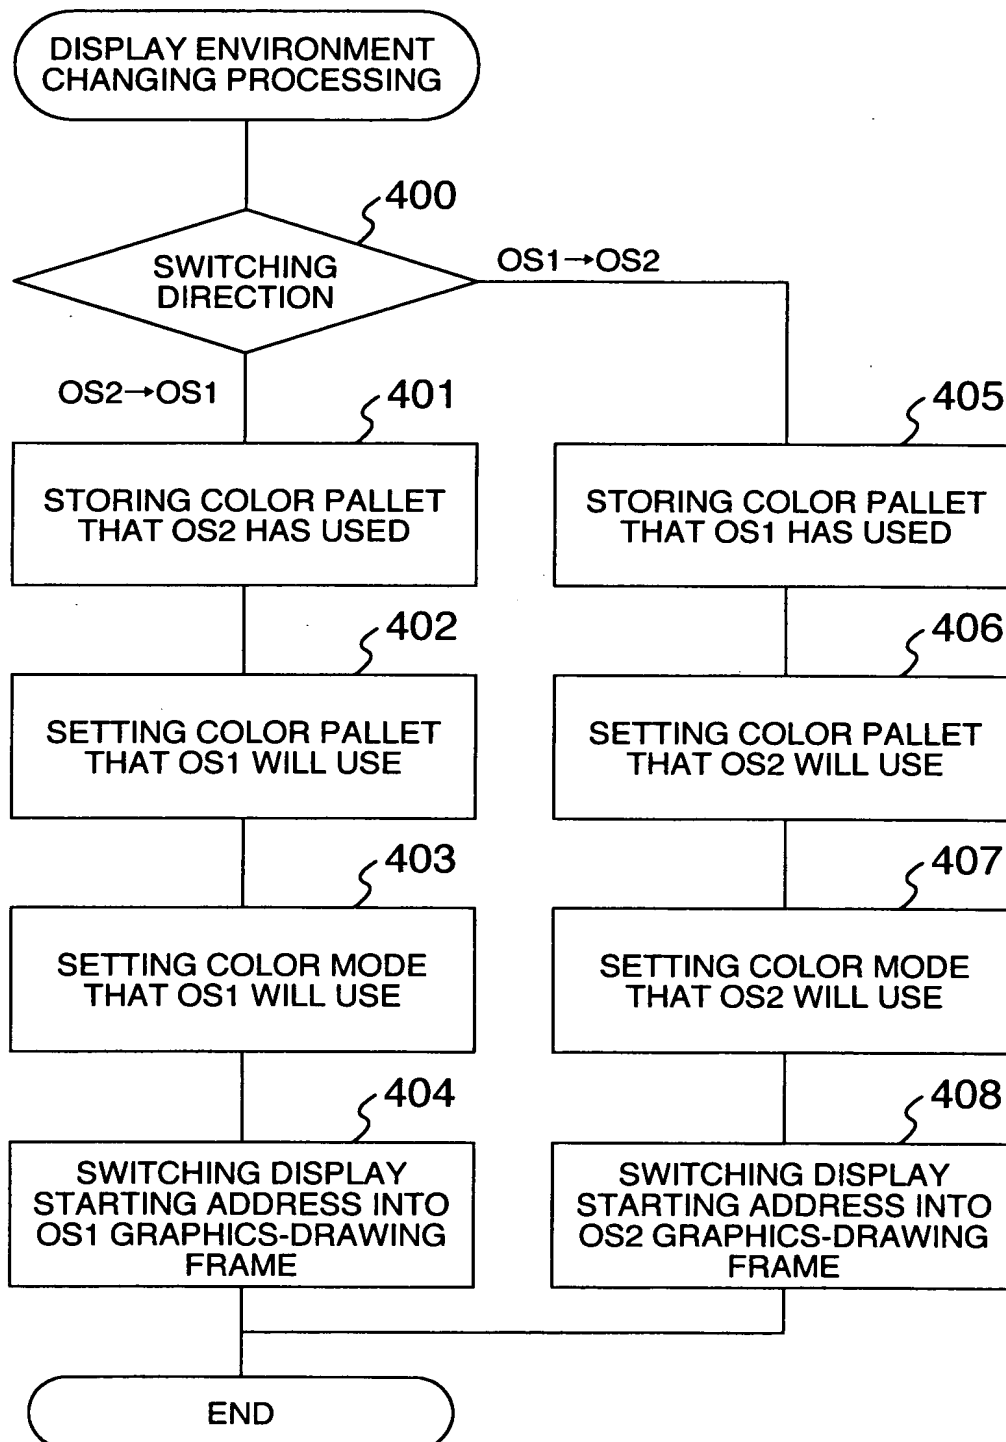 DISPLAY ENVIRONMENT
CHANGING PROCESSING
400
SWITCHING
DIRECTION
OS1→OS2
OS2→OS1
401
STORING COLOR PALLET
THAT OS2 HAS USED
402
SETTING COLOR PALLET
THAT OS1 WILL USE
403
SETTING COLOR MODE
THAT OS1 WILL USE
404
SWITCHING DISPLAY
STARTING ADDRESS INTO
OS1 GRAPHICS-DRAWING
FRAME
405
STORING COLOR PALLET
THAT OS1 HAS USED
406
SETTING COLOR PALLET
THAT OS2 WILL USE
407
SETTING COLOR MODE
THAT OS2 WILL USE
408
SWITCHING DISPLAY
STARTING ADDRESS INTO
OS2 GRAPHICS-DRAWING
FRAME
END